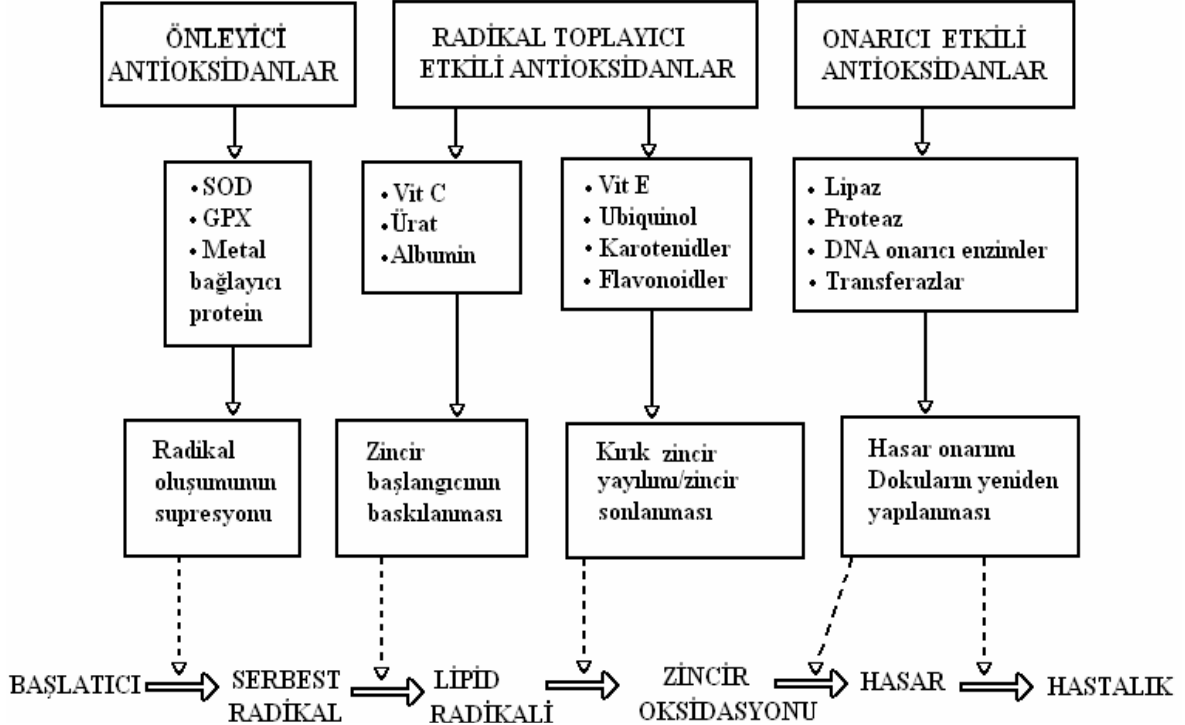 ÖNLEYİCİ
ANTİOKSİDANLAR
RADİKAL TOPLAYICI
ETKİLİ ANTİOKSİDANLAR
ONARICI ETKİLİ
ANTİOKSİDANLAR
• SOD
• GPX
• Metal
bağlayıcı
protein
• Vit C
• Ürat
• Albumin
• Vit E
• Ubiquinol
• Karotenidler
• Flavonoidler
• Lipaz
• Proteaz
• DNA onarıcı enzimler
• Transferazlar
Radikal
oluşumunun
supresyonu
Zincir
başlangıcının
baskılanması
Kırık zincir
yayılımı/zincir
sonlanması
Hasar onarımı
Dokuların yeniden
yapılanması
BAŞLATICI
SERBEST
RADİKAL
LİPİD
RADİKALİ
ZİNCİR
OKSİDASYONU
HASAR
HASTALIK